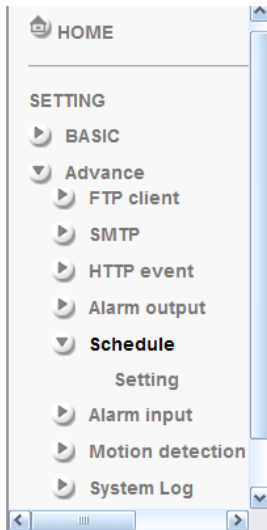 HOME
SETTING
BASIC
Advance
FTP client
SMTP
HTTP event
Alarm output
Schedule
Setting
Alarm input
Motion detection
System Log